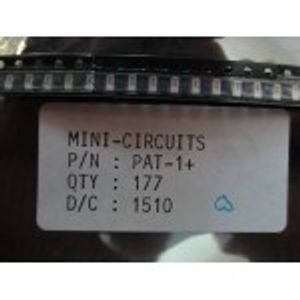 MINI-CIRCUITS
P/N : PAT-1+
QTY : 177
D/C : 1510